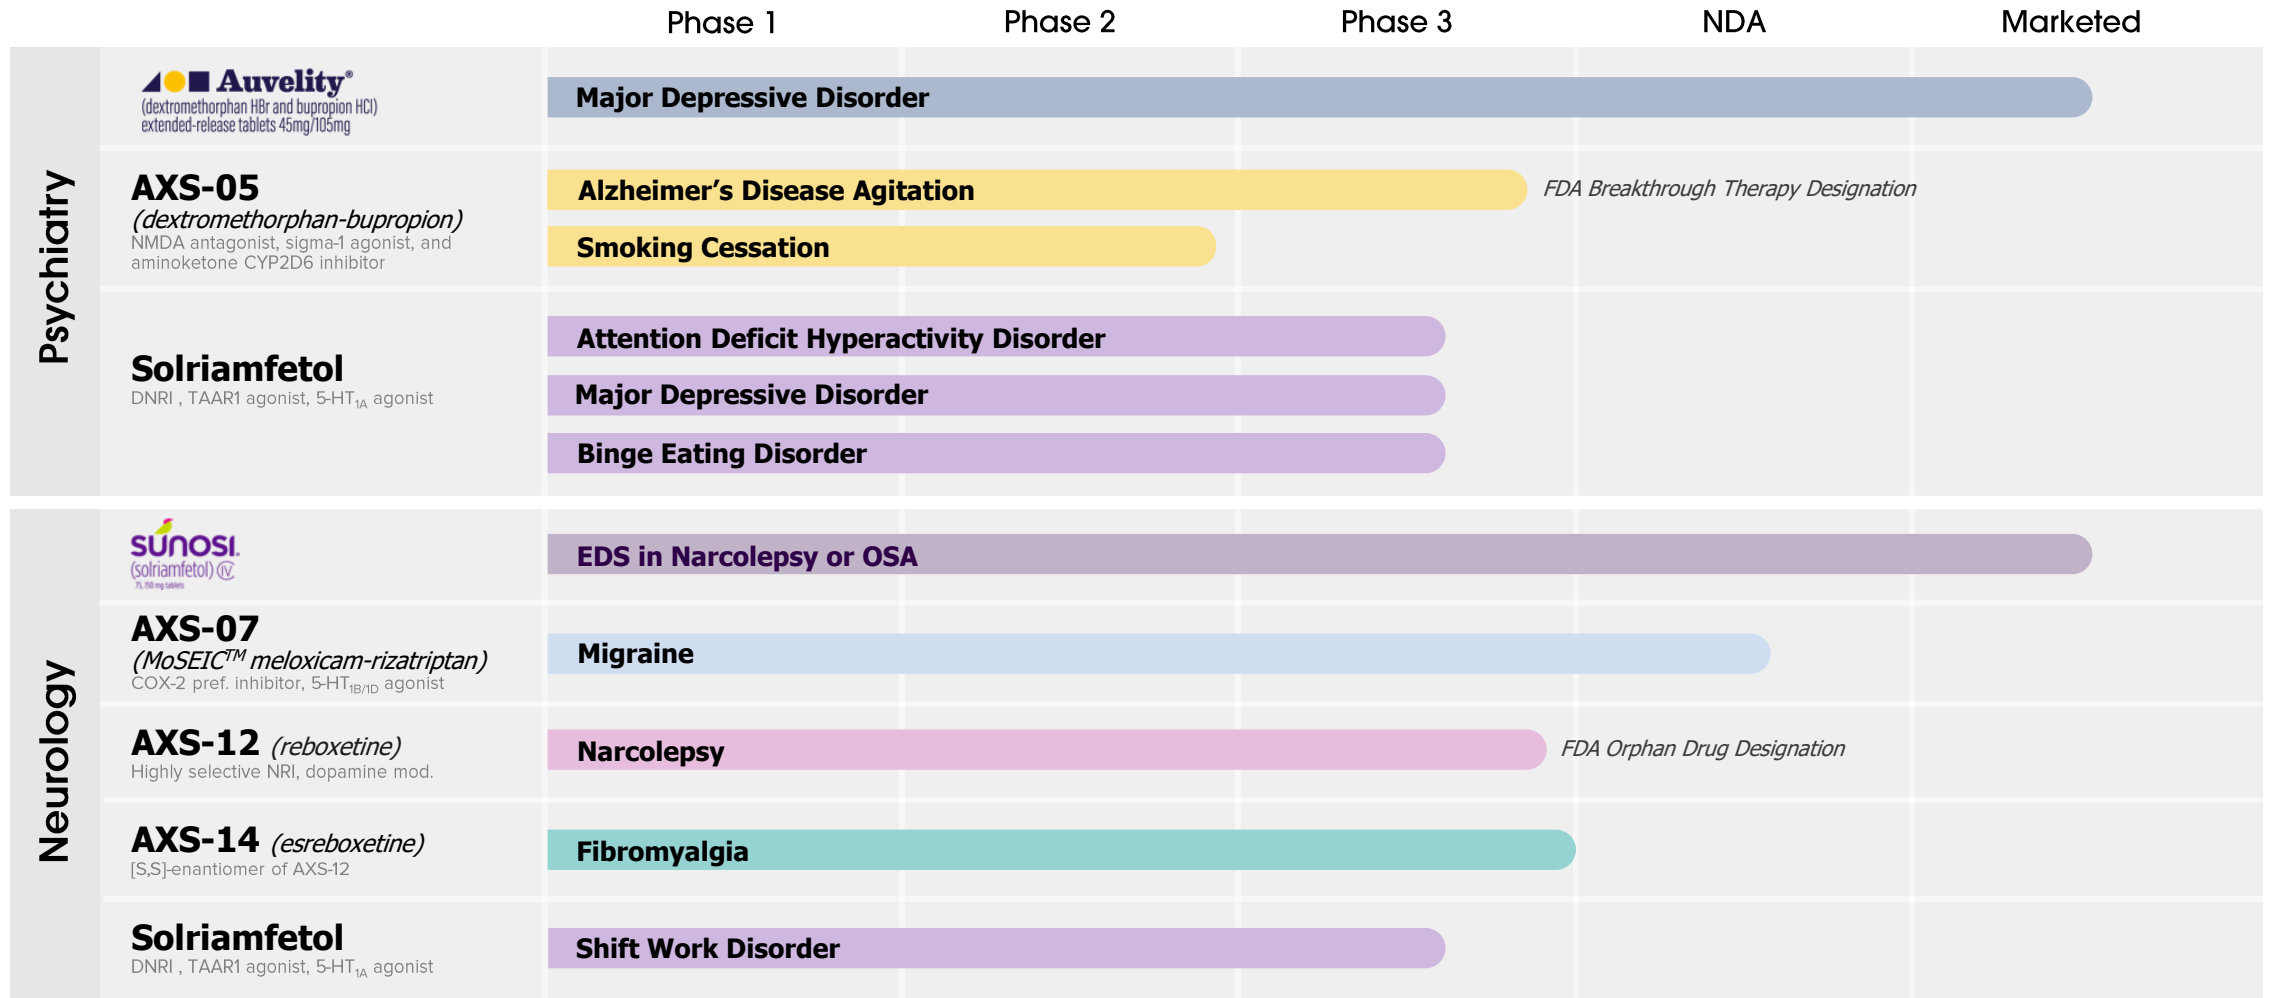 Phase 1 Phase 2 Phase 3 NDA Marketed
Psychiatry
Auvelity®
(dextromethorphan HBr and bupropion HCl)
extended-release tablets 45mg/105mg
Major Depressive Disorder
AXS-05
(dextromethorphan-bupropion)
NMDA antagonist, sigma-1 agonist, and
aminoketone CYP2D6 inhibitor
Alzheimer’s Disease Agitation
FDA Breakthrough Therapy Designation
Smoking Cessation
Solriamfetol
DNRI , TAAR1 agonist, 5-HT1A agonist
Attention Deficit Hyperactivity Disorder
Major Depressive Disorder
Binge Eating Disorder
Neurology
sunosi.
(solriamfetol) IV
75, 150 mg tablets
EDS in Narcolepsy or OSA
AXS-07
(MoSEIC™ meloxicam-rizatriptan)
COX-2 pref. inhibitor, 5-HT1B/1D agonist
Migraine
AXS-12 (reboxetine)
Highly selective NRI, dopamine mod.
Narcolepsy
FDA Orphan Drug Designation
AXS-14 (esreboxetine)
[S,S]-enantiomer of AXS-12
Fibromyalgia
Solriamfetol
DNRI , TAAR1 agonist, 5-HT1A agonist
Shift Work Disorder